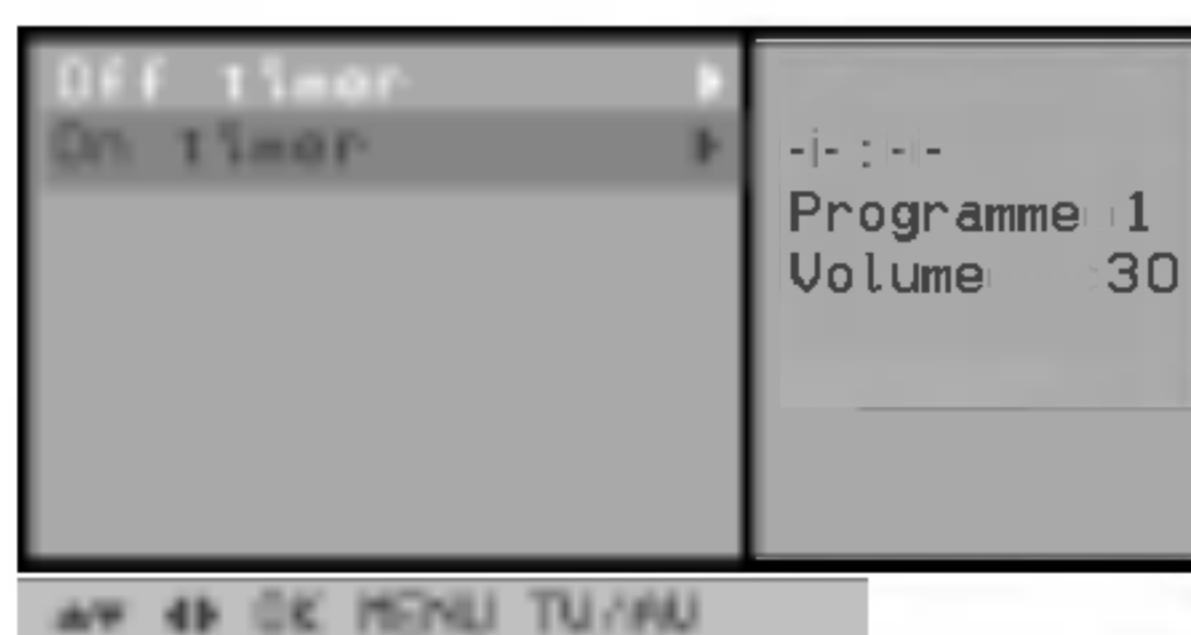 Off timer
On timer
--:--
Programme 1
Volume 30
OK MENU TV/AV